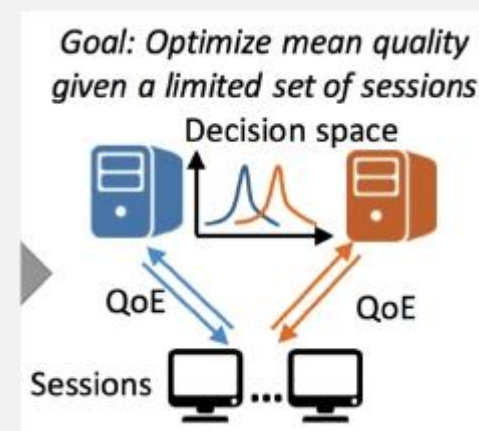 Goal: Optimize mean quality
given a limited set of sessions
Decision space
QoE
QoE
Sessions
...